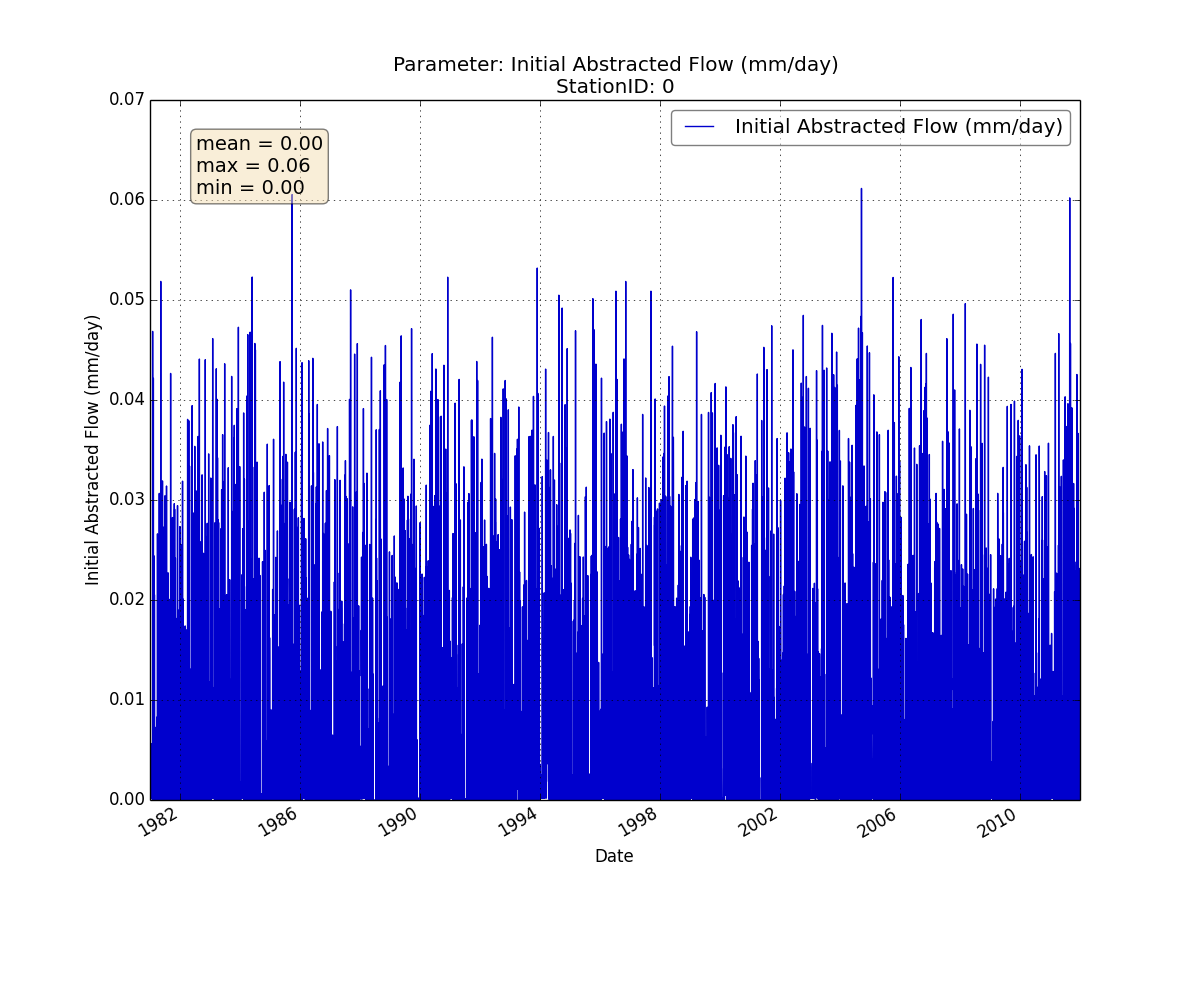 Parameter: Initial Abstracted Flow (mm/day)
StationID: 0
Initial Abstracted Flow (mm/day)
mean = 0.00
max = 0.06
min = 0.00
0.07
0.06
0.05
0.04
0.03
0.02
0.01
0.00
Initial Abstracted Flow (mm/day)
1982
1986
1990
1994
1998
2002
2006
2010
Date